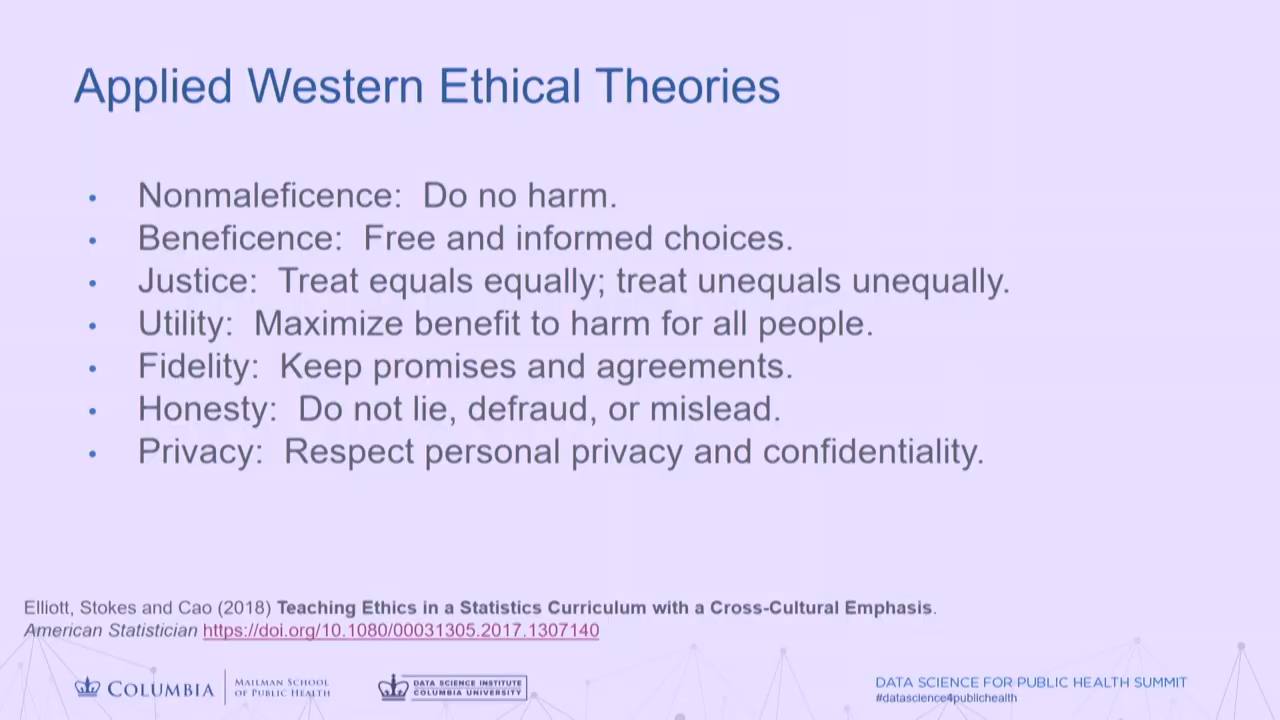 Applied Western Ethical Theories
• Nonmaleficence: Do no harm.
• Beneficence: Free and informed choices.
• Justice: Treat equals equally; treat unequals unequally.
• Utility: Maximize benefit to harm for all people.
• Fidelity: Keep promises and agreements.
• Honesty: Do not lie, defraud, or mislead.
• Privacy: Respect personal privacy and confidentiality.
Elliott, Stokes and Cao (2018) Teaching Ethics in a Statistics Curriculum with a Cross-Cultural Emphasis.
American Statistician https://doi.org/10.1080/00031305.2017.1307140
COLUMBIA
MAILMAN SCHOOL
OF PUBLIC HEALTH
DATA SCIENCE INSTITUTE
COLUMBIA UNIVERSITY
DATA SCIENCE FOR PUBLIC HEALTH SUMMIT
#datascience4publichealth